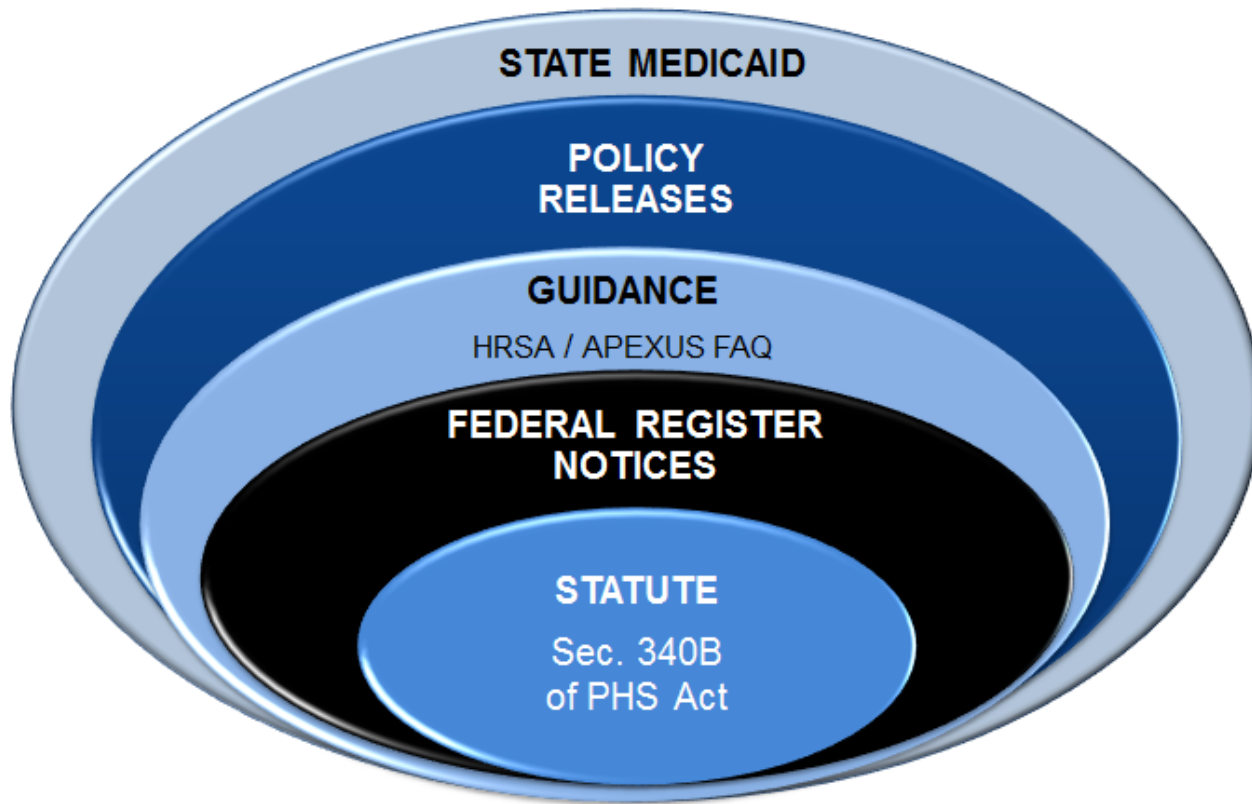 STATE MEDICAID
POLICY
RELEASES
GUIDANCE
HRSA / APEXUS FAQ
FEDERAL REGISTER
NOTICES
STATUTE
Sec. 340B
of PHS Act